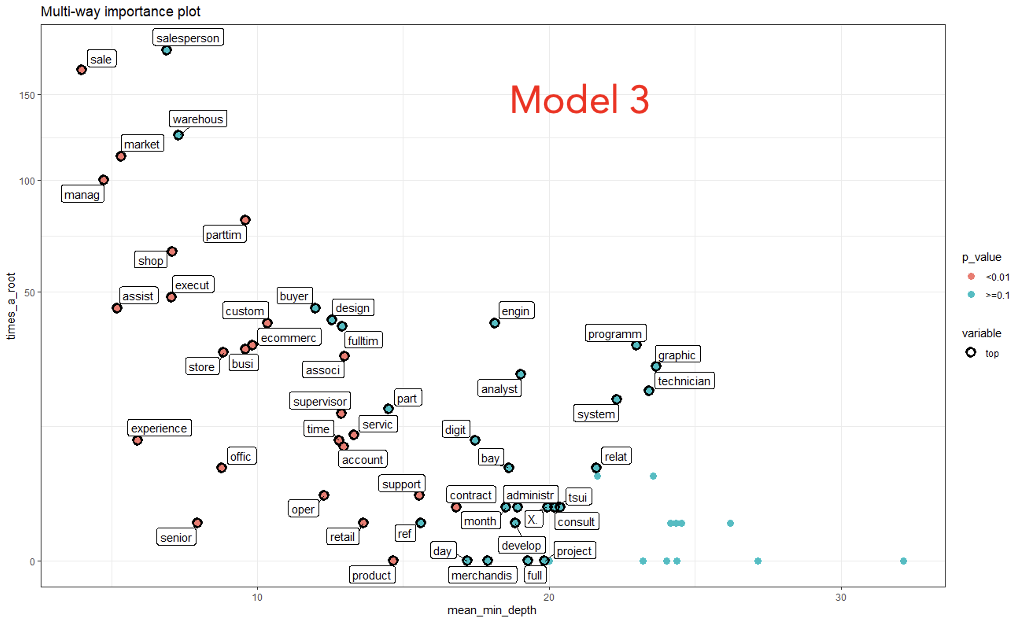 Multi-way importance plot
salesperson
sale
Model 3
150
warehous
market
100
manag
parttim
shop
execut
assist
buyer
50
design
custom
engin
programm
ecommerc
fulltim
graphic
store
busi
associ
technician
analyst
system
supervisor
part
experience
time
servic
digit
offic
account
bay
relat
support
contract
administr
tsui
oper
month
X.
consult
senior
retail
ref
develop
day
project
0
product
merchandis
full
10
20
30
mean_min_depth
times_a_root
p_value
<0.01
>=0.1
variable
top